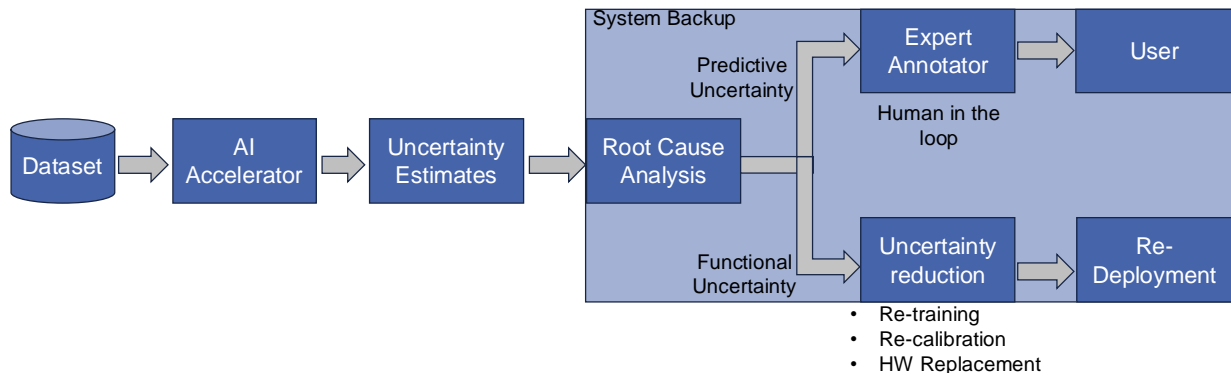 System Backup
Dataset
AI
Accelerator
Uncertainty
Estimates
Root Cause
Analysis
Predictive
Uncertainty
Expert
Annotator
Human in the
loop
User
Functional
Uncertainty
Uncertainty
reduction
Re-
Deployment
• Re-training
• Re-calibration
• HW Replacement